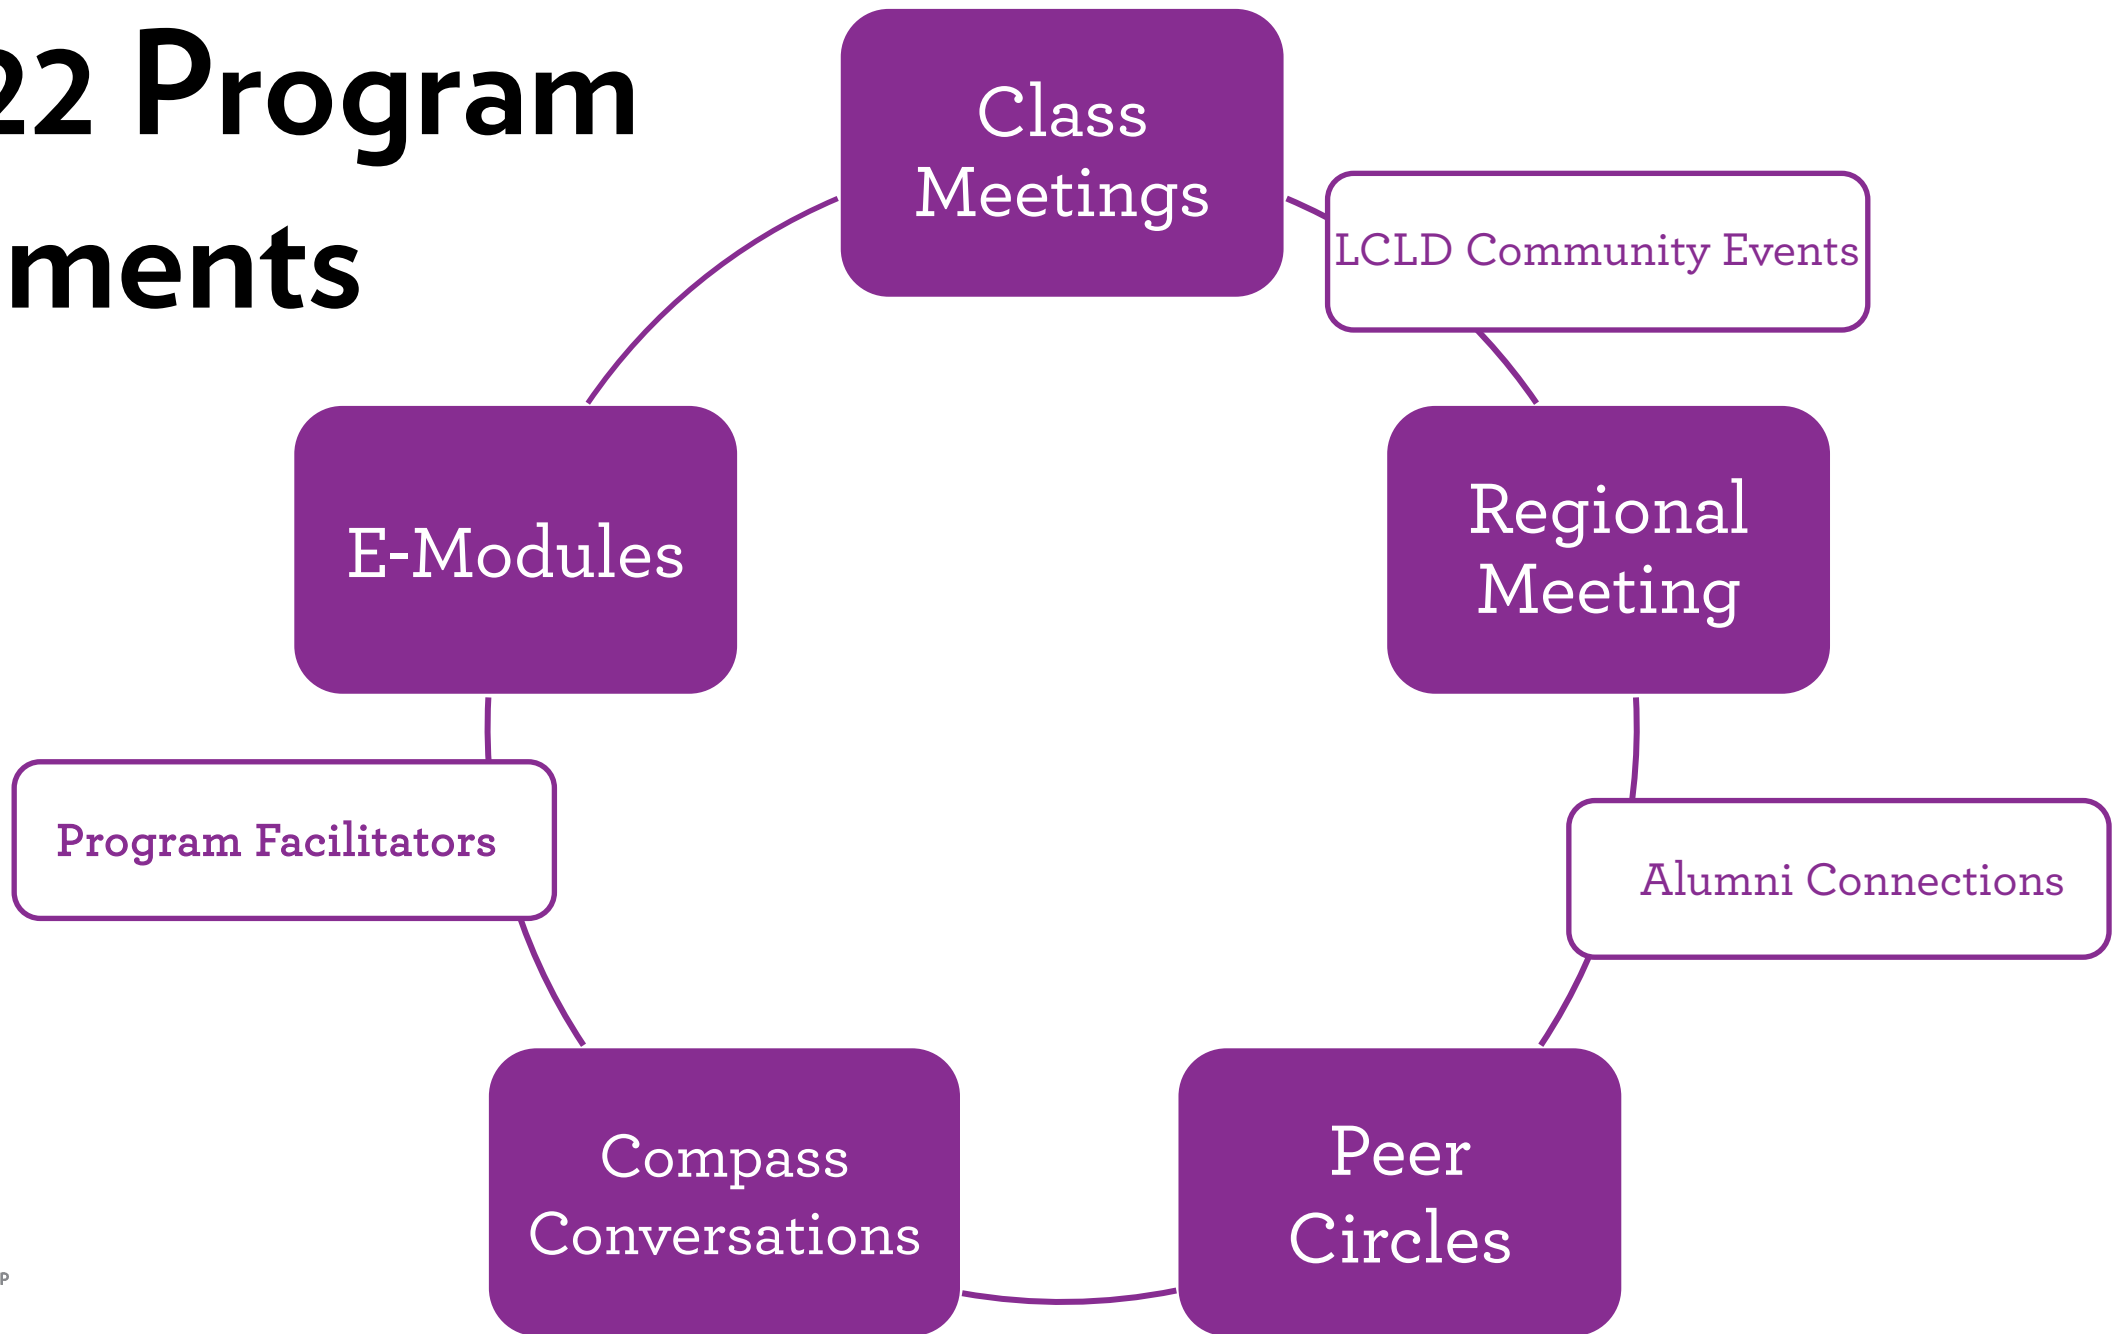 22 Program
ments
Class
Meetings
LCLD Community Events
Regional
Meeting
E-Modules
Program Facilitators
Alumni Connections
Compass
Conversations
Peer
Circles
P